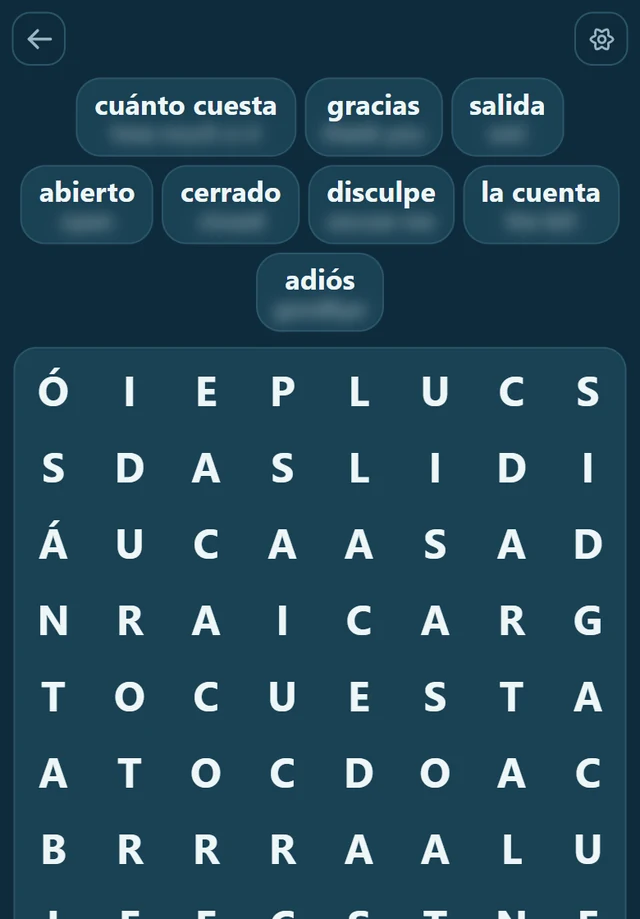 cuánto cuesta gracias salida
abierto cerrado disculpe la cuenta
adiós
Ó I E P L U C S
S D A S L I D I
Á U C A A S A D
N R A I C A R G
T O C U E S T A
A T O C D O A C
B R R R A A L U